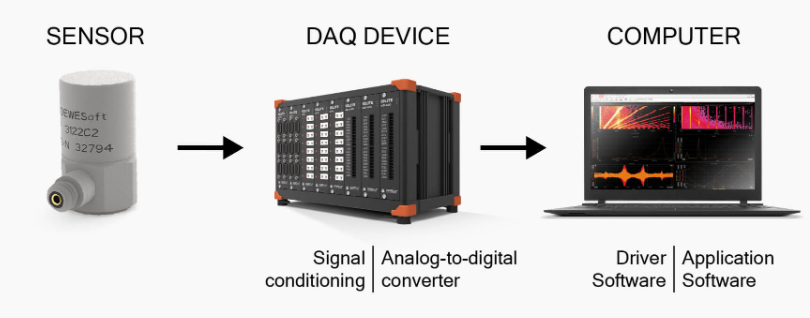 SENSOR
DAQ DEVICE
COMPUTER
DEWESoft
3122C2
N 32794
Signal
conditioning
Analog-to-digital
converter
Driver
Software
Application
Software